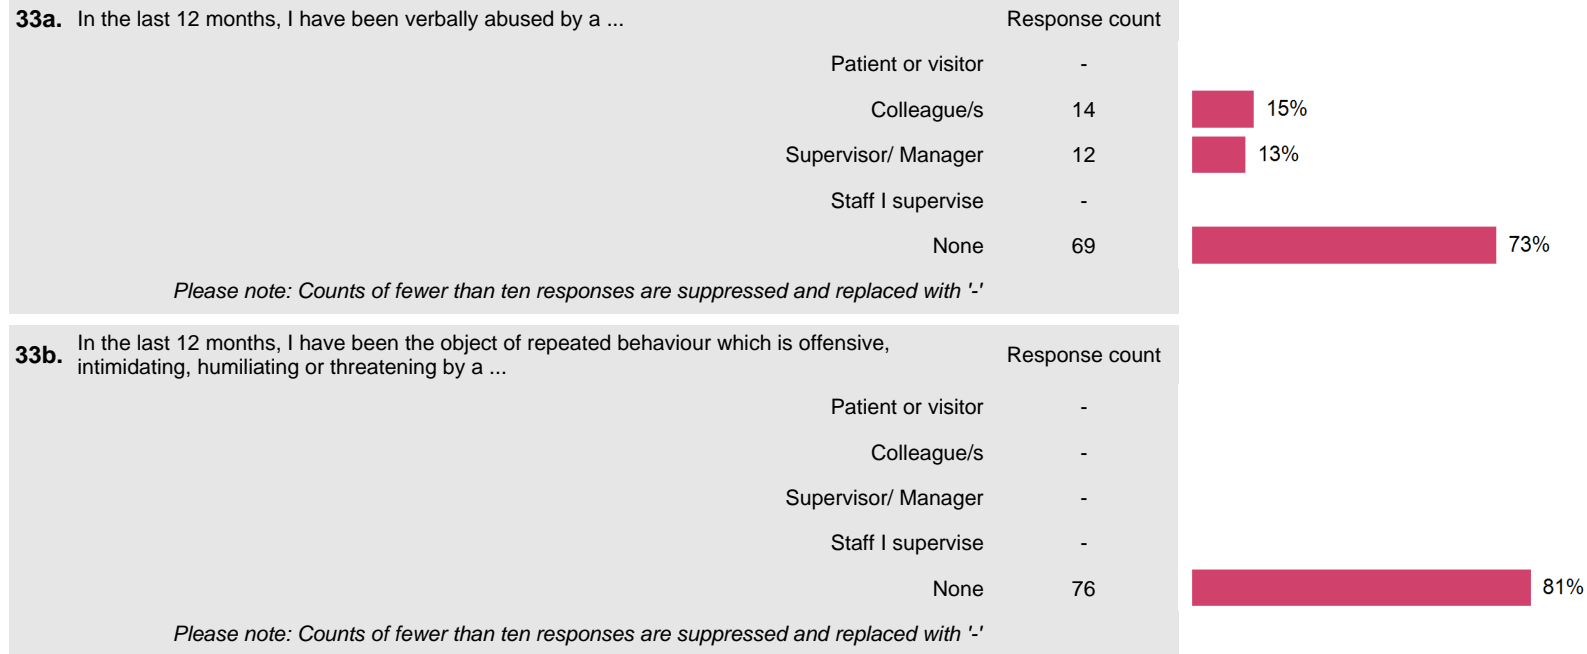 33a. In the last 12 months, I have been verbally abused by a ... Response count
Patient or visitor -
Colleague/s 14 15%
Supervisor/ Manager 12 13%
Staff I supervise -
None 69 73%
Please note: Counts of fewer than ten responses are suppressed and replaced with '-'
33b. In the last 12 months, I have been the object of repeated behaviour which is offensive,
intimidating, humiliating or threatening by a ... Response count
Patient or visitor -
Colleague/s -
Supervisor/ Manager -
Staff I supervise -
None 76 81%
Please note: Counts of fewer than ten responses are suppressed and replaced with '-'